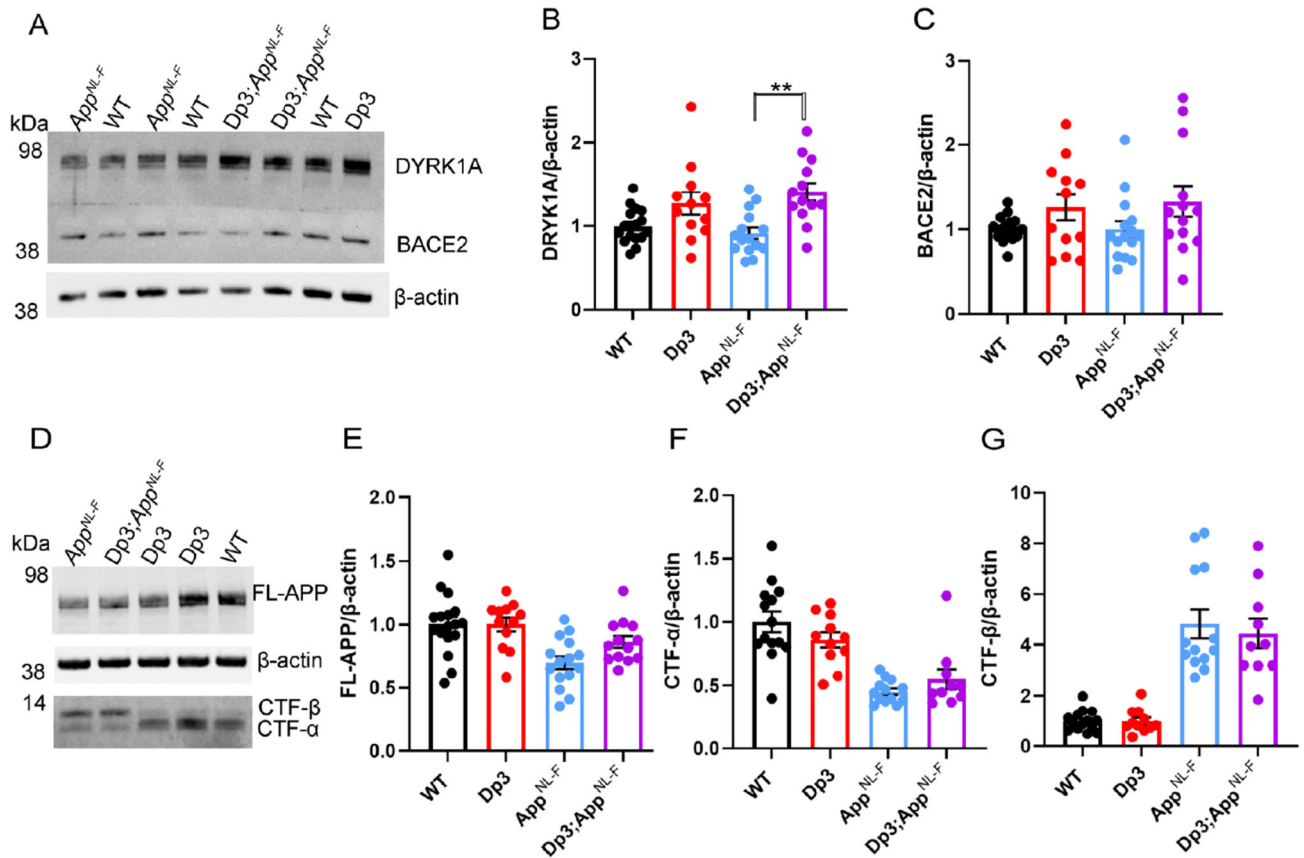 A
App^NL-F WT App^NL-F WT Dp3;App^NL-F Dp3;App^NL-F WT Dp3
kDa
98
DYRK1A
BACE2
38
β-actin
38
B
DRYK1A/β-actin
3
2
1
0
**
WT Dp3 App^NL-F Dp3;App^NL-F
C
BACE2/β-actin
3
2
1
0
WT Dp3 App^NL-F Dp3;App^NL-F
D
App^NL-F Dp3;App^NL-F Dp3 Dp3 WT
kDa
98
FL-APP
β-actin
38
14
CTF-β
CTF-α
E
FL-APP/β-actin
2.0
1.5
1.0
0.5
0.0
WT Dp3 App^NL-F Dp3;App^NL-F
F
CTF-α/β-actin
2.0
1.5
1.0
0.5
0.0
WT Dp3 App^NL-F Dp3;App^NL-F
G
CTF-β/β-actin
10
8
6
4
2
0
WT Dp3 App^NL-F Dp3;App^NL-F